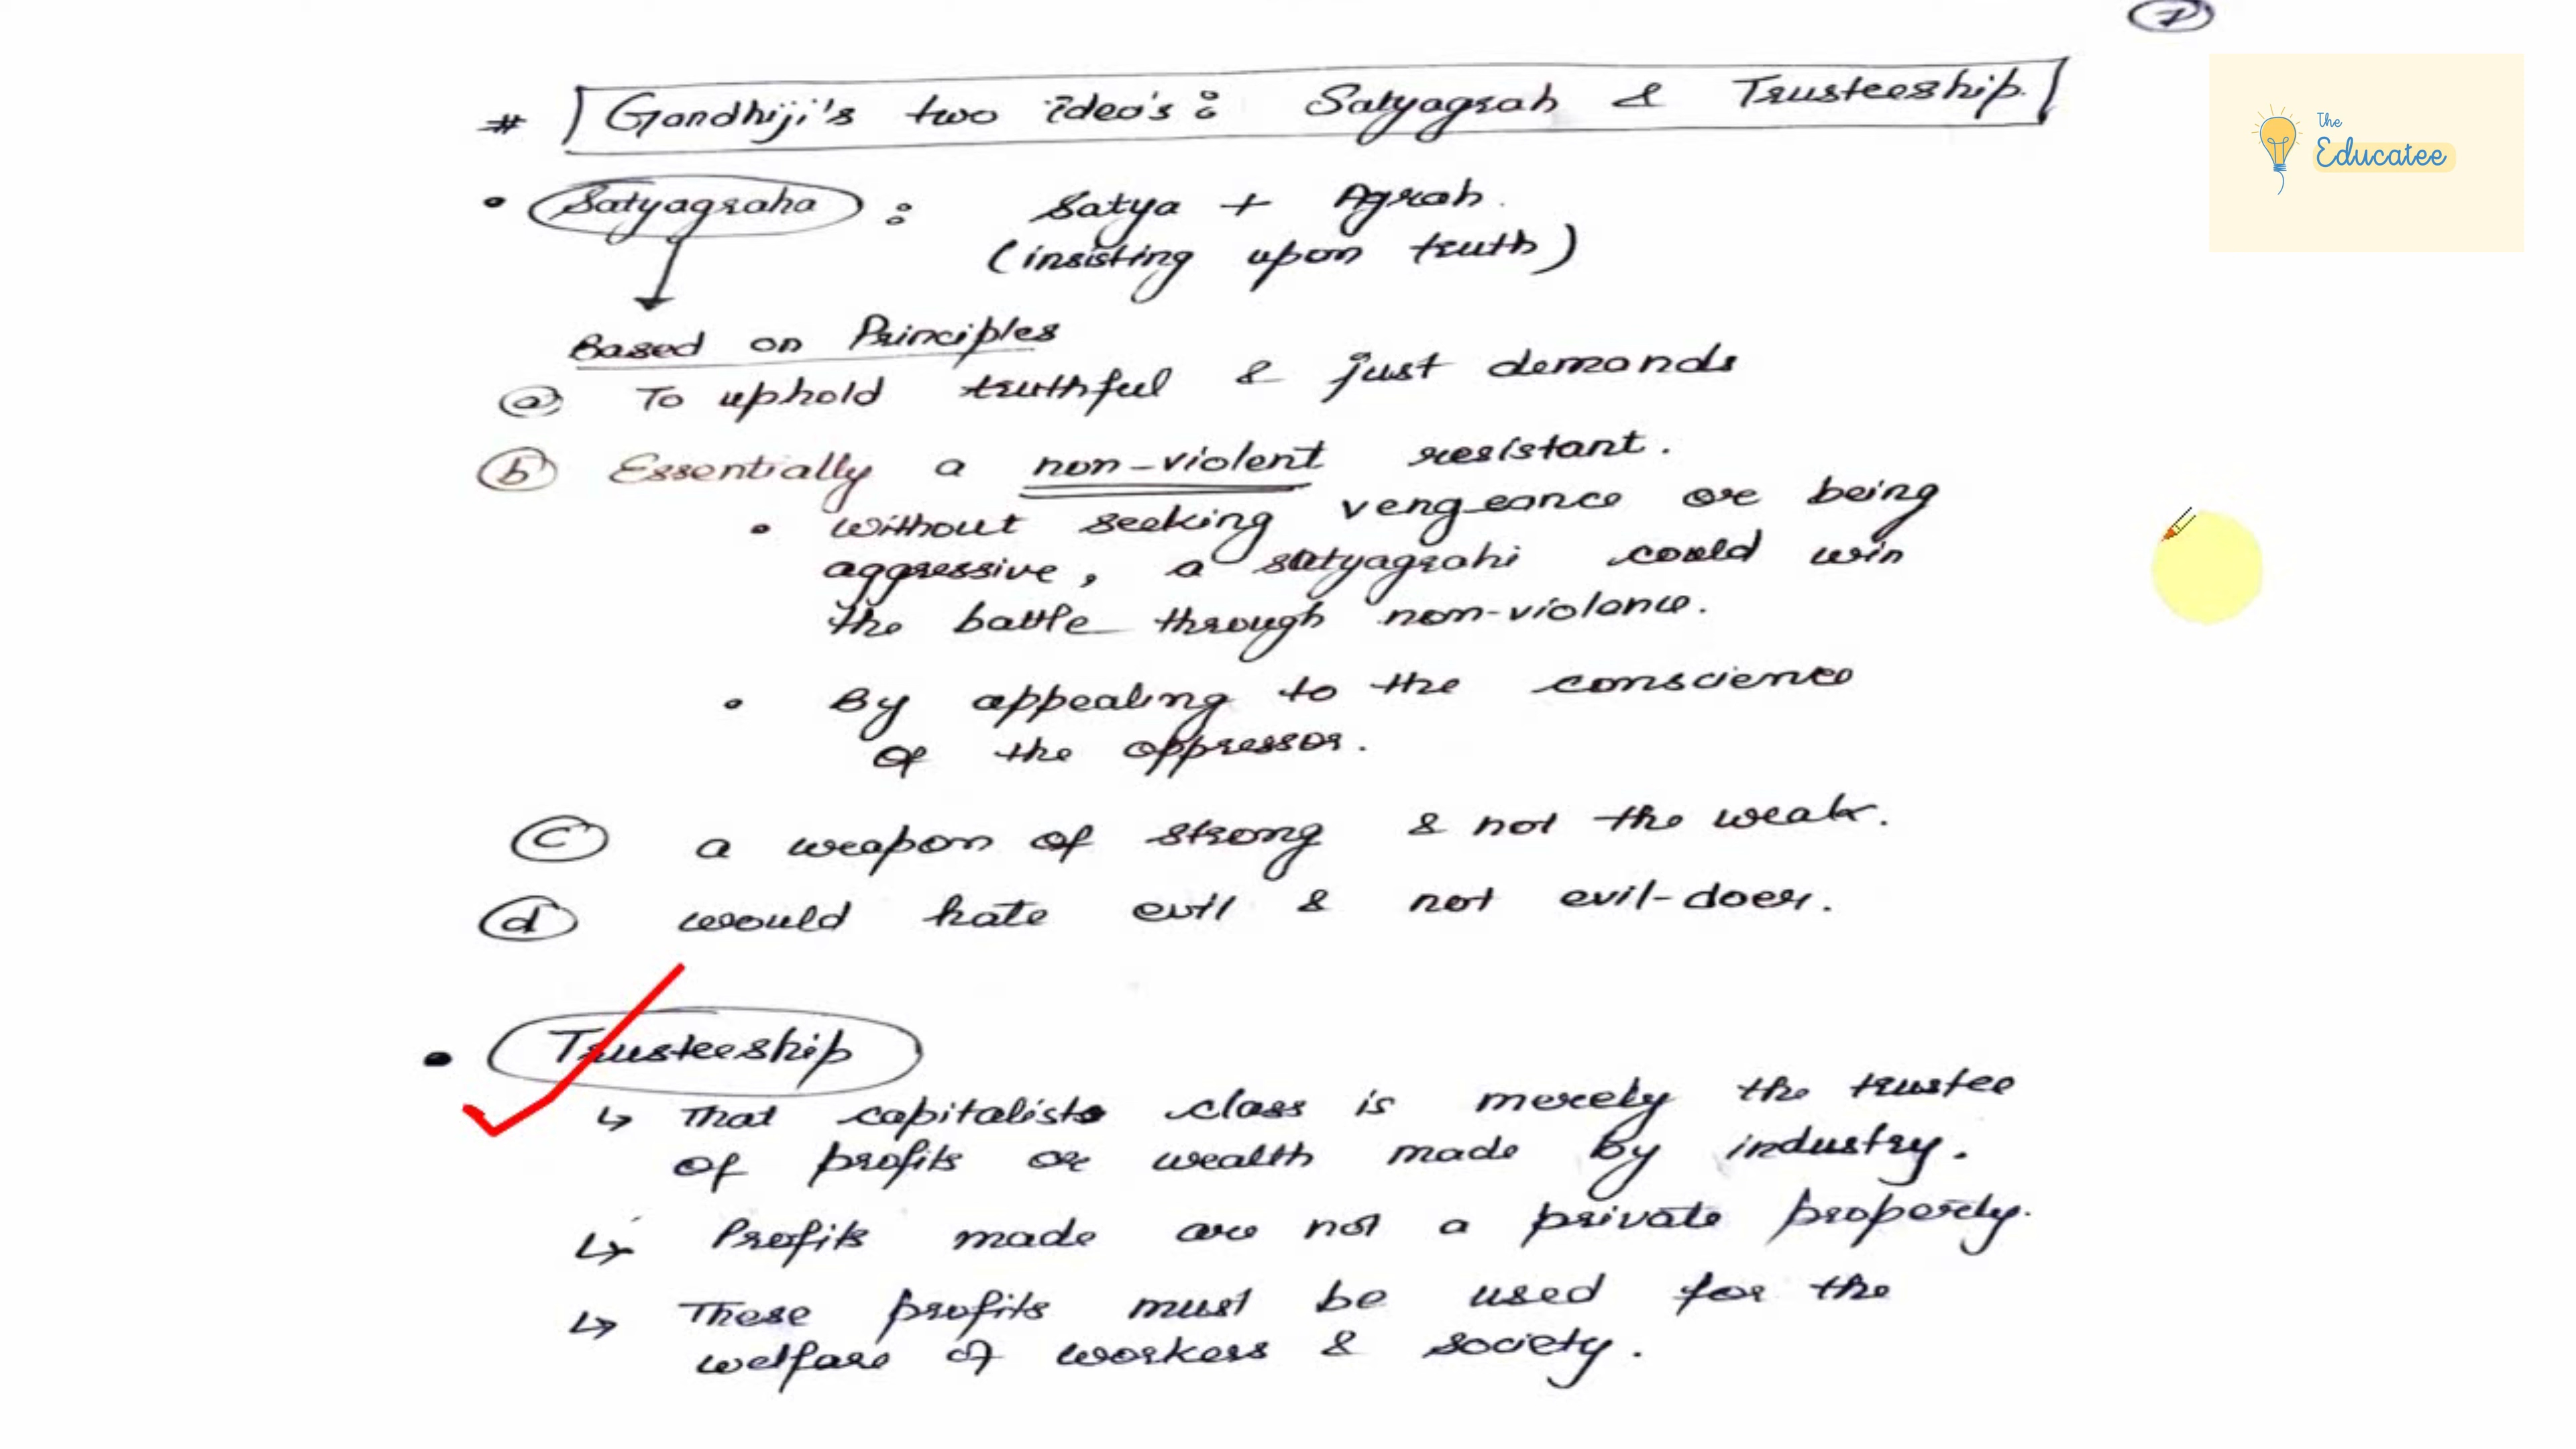 7
# Gandhiji's two ideo's : Satyagrah & Trusteeship.
• Satyagraha : Satya + Agrah.
(insisting upon truth)
Based on Principles
(a) To uphold truthful & just demands
(b) Essentially a non-violent resistant.
• without seeking vengeance or being
aggressive, a satyagrahi could win
the battle through non-violence.
• By appealing to the conscience
of the oppressor.
(c) a weapon of strong & not the weak.
(d) would hate evil & not evil-doer.
• Trusteeship
↳ That capitalists class is merely the trustee
of profits or wealth made by industry.
↳ Profits made are not a private property.
↳ These profits must be used for the
welfare of workers & society.
The
Educatee